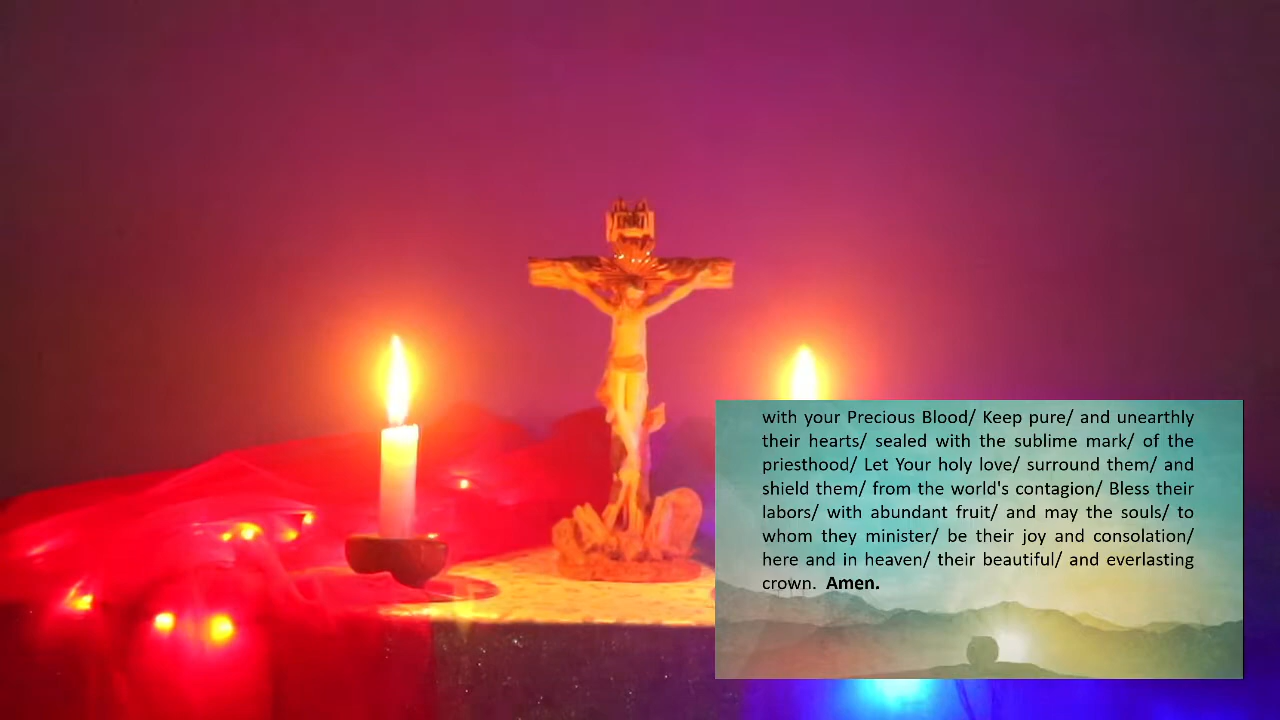 INRI
with your Precious Blood/ Keep pure/ and unearthly
their hearts/ sealed with the sublime mark/ of the
priesthood/ Let Your holy love/ surround them/ and
shield them/ from the world's contagion/ Bless their
labors/ with abundant fruit/ and may the souls/ to
whom they minister/ be their joy and consolation/
here and in heaven/ their beautiful/ and everlasting
crown. Amen.